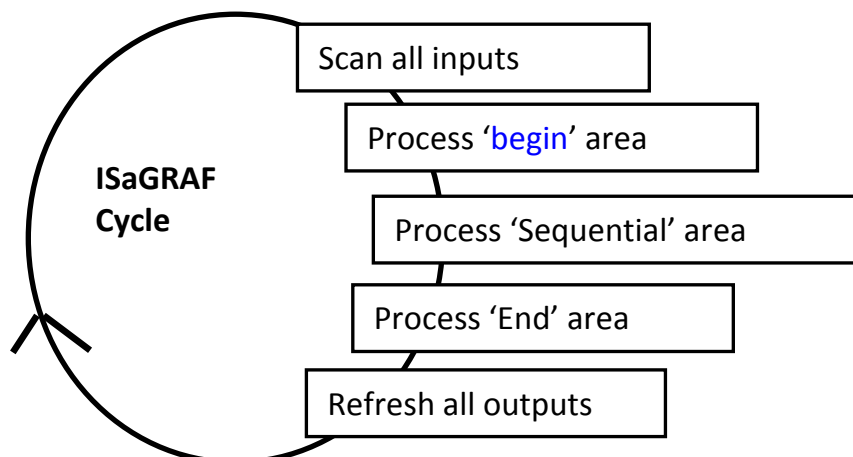 Scan all inputs
Process ‘begin’ area
ISaGRAF
Cycle
Process ‘Sequential’ area
Process ‘End’ area
Refresh all outputs